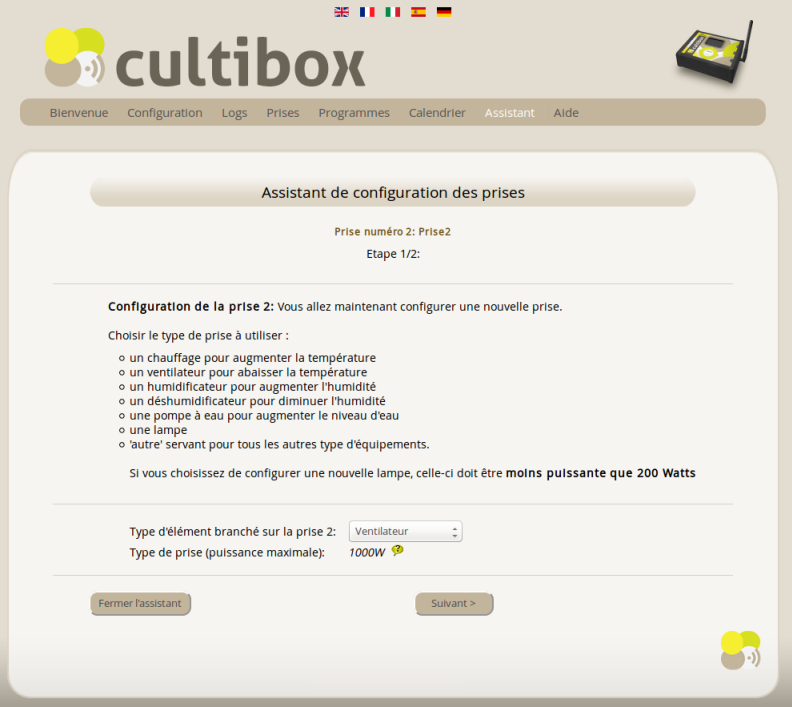 cultibox
Bienvenue Configuration Logs Prises Programmes Calendrier Assistant Aide
Assistant de configuration des prises
Prise numéro 2: Prise2
Etape 1/2:
Configuration de la prise 2: Vous allez maintenant configurer une nouvelle prise.
Choisir le type de prise à utiliser :
un chauffage pour augmenter la température
un ventilateur pour abaisser la température
un humidificateur pour augmenter l'humidité
un déshumidificateur pour diminuer l'humidité
une pompe à eau pour augmenter le niveau d'eau
une lampe
'autre' servant pour tous les autres type d'équipements.
Si vous choisissez de configurer une nouvelle lampe, celle-ci doit être moins puissante que 200 Watts
Type d'élément branché sur la prise 2: Ventilateur
Type de prise (puissance maximale): 1000W ?
Fermer l'assistant Suivant >